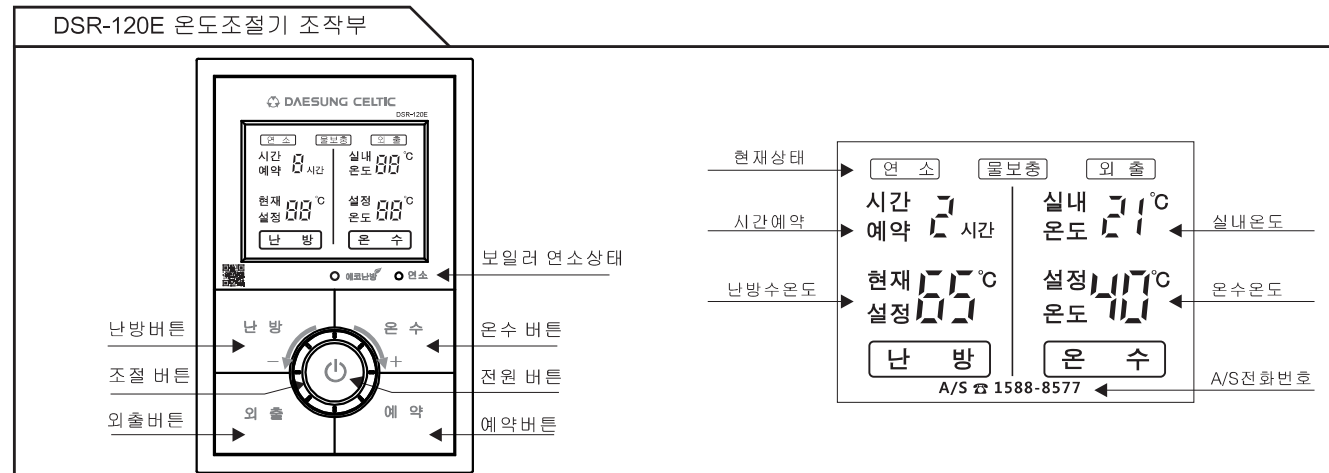 DSR-120E 온도조절기 조작부
DAESUNG CELTIC
DSR-120E
연 소 물보충 외 출
시간 예약 8 시간
실내 온도 88 ℃
현재 설정 88 ℃
설정 온도 88 ℃
난 방 온 수
에코난방 연소
보일러 연소상태
난 방 온 수
난방버튼
온수 버튼
- +
조절 버튼
전원 버튼
외 출 예 약
외출버튼
예약버튼
현재상태
연 소 물보충 외 출
시간예약
시간 예약 2 시간
실내 온도 21 ℃
실내온도
난방수온도
현재 설정 65 ℃
설정 온도 40 ℃
온수온도
난 방 온 수
A/S ☎ 1588-8577
A/S전화번호